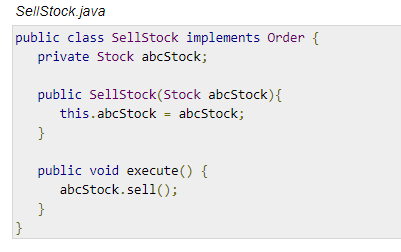 SellStock.java
public class SellStock implements Order {
   private Stock abcStock;

   public SellStock(Stock abcStock){
      this.abcStock = abcStock;
   }

   public void execute() {
      abcStock.sell();
   }
}